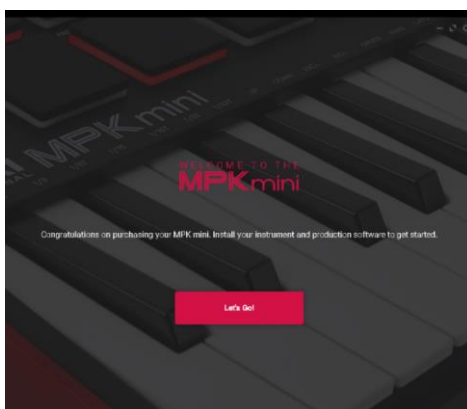 MPK mini
WELCOME TO THE
MPKmini
Congratulations on purchasing your MPK mini. Install your instrument and production software to get started.
Let's Go!